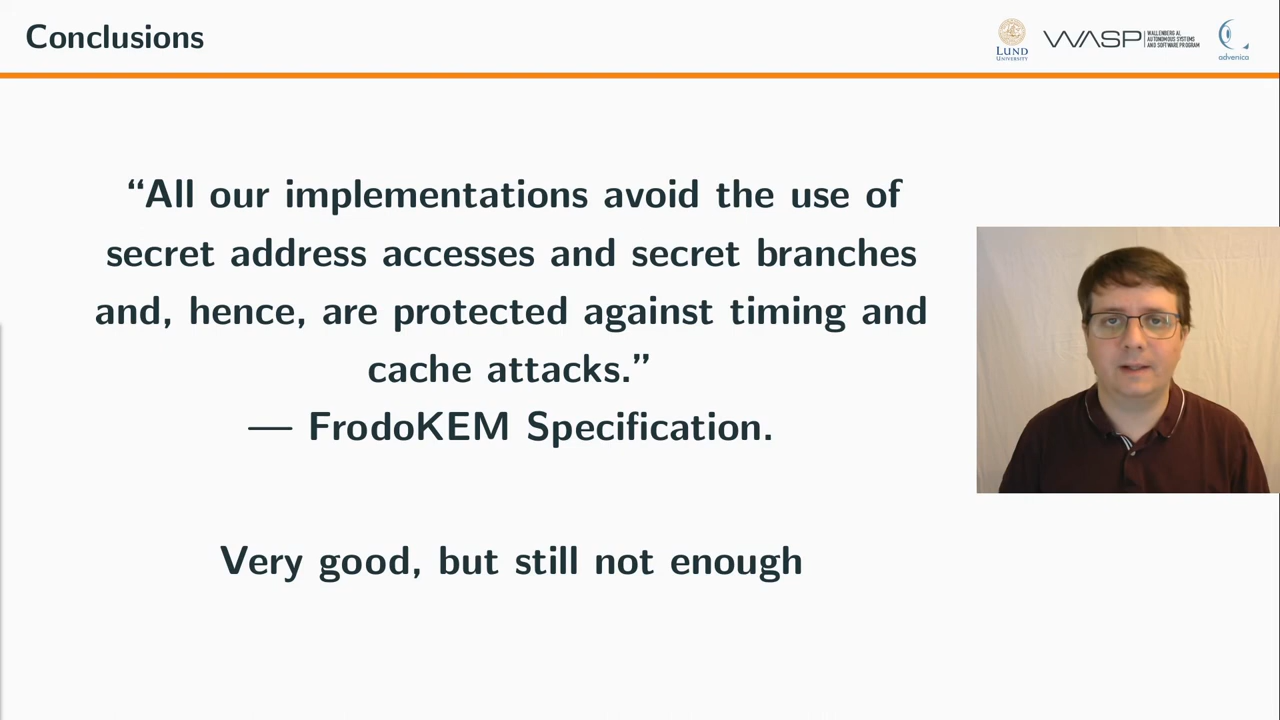 Conclusions
LUND
UNIVERSITY
WASP
WALLENBERG AI,
AUTONOMOUS SYSTEMS
AND SOFTWARE PROGRAM
advenica
“All our implementations avoid the use of
secret address accesses and secret branches
and, hence, are protected against timing and
cache attacks.”
— FrodoKEM Specification.
Very good, but still not enough